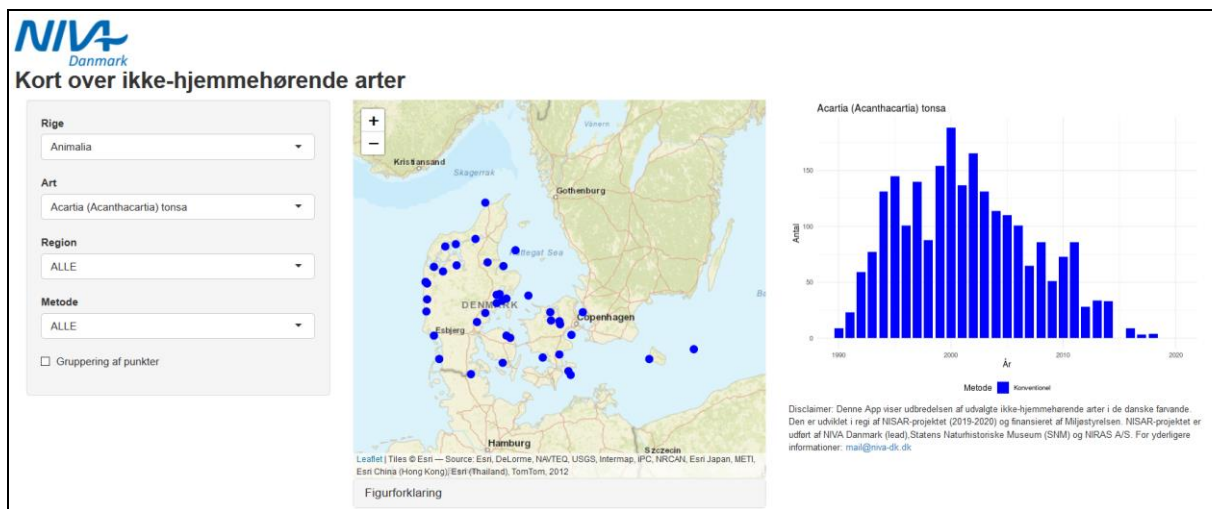 NIVA
Danmark
Kort over ikke-hjemmehørende arter
Rige
Animalia
Art
Acartia (Acanthacartia) tonsa
Region
ALLE
Metode
ALLE
Gruppering af punkter
+
−
Vänern
Kristiansand
Skagerrak
Gothenburg
Kattegat Sea
DENMARK
Copenhagen
Esbjerg
Hamburg
Szczecin
Leaflet | Tiles © Esri — Source: Esri, DeLorme, NAVTEQ, USGS, Intermap, iPC, NRCAN, Esri Japan, METI,
Esri China (Hong Kong), Esri (Thailand), TomTom, 2012
Figurforklaring
Acartia (Acanthacartia) tonsa
Antal
150
100
50
0
1990
2000
2010
2020
År
Metode
Konventionel
Disclaimer: Denne App viser udbredelsen af udvalgte ikke-hjemmehørende arter i de danske farvande.
Den er udviklet i regi af NISAR-projektet (2019-2020) og finansieret af Miljøstyrelsen. NISAR-projektet er
udført af NIVA Danmark (lead),Statens Naturhistoriske Museum (SNM) og NIRAS A/S. For yderligere
informationer: mail@niva-dk.dk